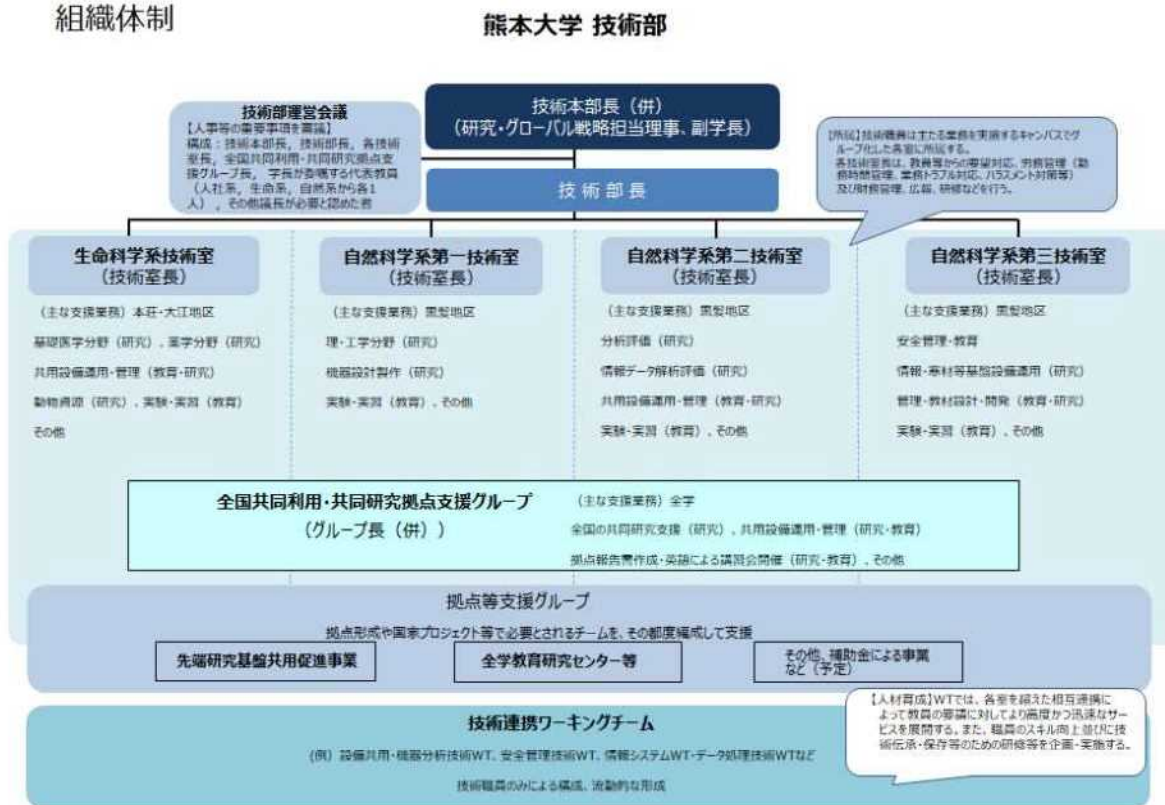 組織体制
熊本大学 技術部
技術本部長（併）
（研究・グローバル戦略担当理事、副学長）
技術部運営会議
【人事等の重要事項を審議】
構成：技術本部長，技術部長，各技術
室長，全国共同利用・共同研究拠点支
援グループ長， 学長が委嘱する代表教員
（人社系，生命系，自然系から各1
人），その他議長が必要と認めた者
【所属】技術職員は主たる業務を実施するキャンパスでグ
ループ化した各室に所属する。
各技術室長は、教員等からの要望対応、労務管理（勤
務時間管理、業務トラブル対応、ハラスメント対策等）
及び財務管理、広報、研修などを行う。
技 術 部 長
生命科学系技術室
（技術室長）
（主な支援業務）本荘・大江地区
基礎医学分野（研究）、薬学分野（研究）
共用設備運用・管理（教育・研究）
動物資源（研究）、実験・実習（教育）
その他
自然科学系第一技術室
（技術室長）
（主な支援業務）黒髪地区
理・工学分野（研究）
機器設計製作（研究）
実験・実習（教育）、その他
自然科学系第二技術室
（技術室長）
（主な支援業務）黒髪地区
分析評価（研究）
情報データ解析評価（研究）
共用設備運用・管理（教育・研究）
実験・実習（教育）、その他
自然科学系第三技術室
（技術室長）
（主な支援業務）黒髪地区
安全管理・教育
情報・寒材等基盤設備運用（研究）
管理・教材設計・開発（教育・研究）
実験・実習（教育）、その他
全国共同利用・共同研究拠点支援グループ
（グループ長（併））
（主な支援業務）全学
全国の共同研究支援（研究）、共用設備運用・管理（研究・教育）
拠点報告書作成・英語による講習会開催（研究・教育）、その他
拠点等支援グループ
拠点形成や国家プロジェクト等で必要とされるチームを、その都度編成して支援
先端研究基盤共用促進事業
全学教育研究センター等
その他、補助金による事業
など（予定）
【人材育成】WTでは、各室を超えた相互連携に
よって教員の要請に対してより高度かつ迅速なサー
ビスを展開する。また、職員のスキル向上並びに技
術伝承・保存等のための研修等を企画・実施する。
技術連携ワーキングチーム
（例）設備共用・機器分析技術WT、安全管理技術WT、情報システムWT・データ処理技術WTなど
技術職員のみによる構成、流動的な形成